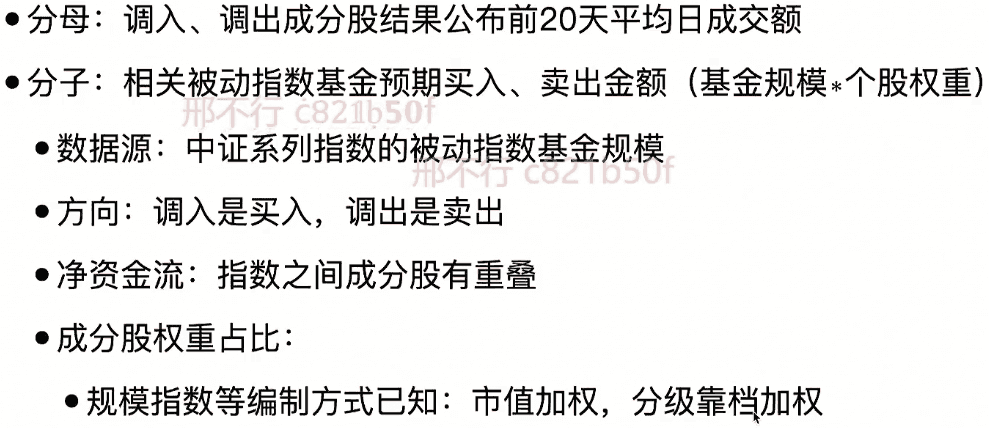 • 分母：调入、调出成分股结果公布前20天平均日成交额
• 分子：相关被动指数基金预期买入、卖出金额（基金规模*个股权重）
邢不行 c821b50f
• 数据源：中证系列指数的被动指数基金规模
邢不行 c821b50f
• 方向：调入是买入，调出是卖出
• 净资金流：指数之间成分股有重叠
• 成分股权重占比：
• 规模指数等编制方式已知：市值加权，分级靠档加权